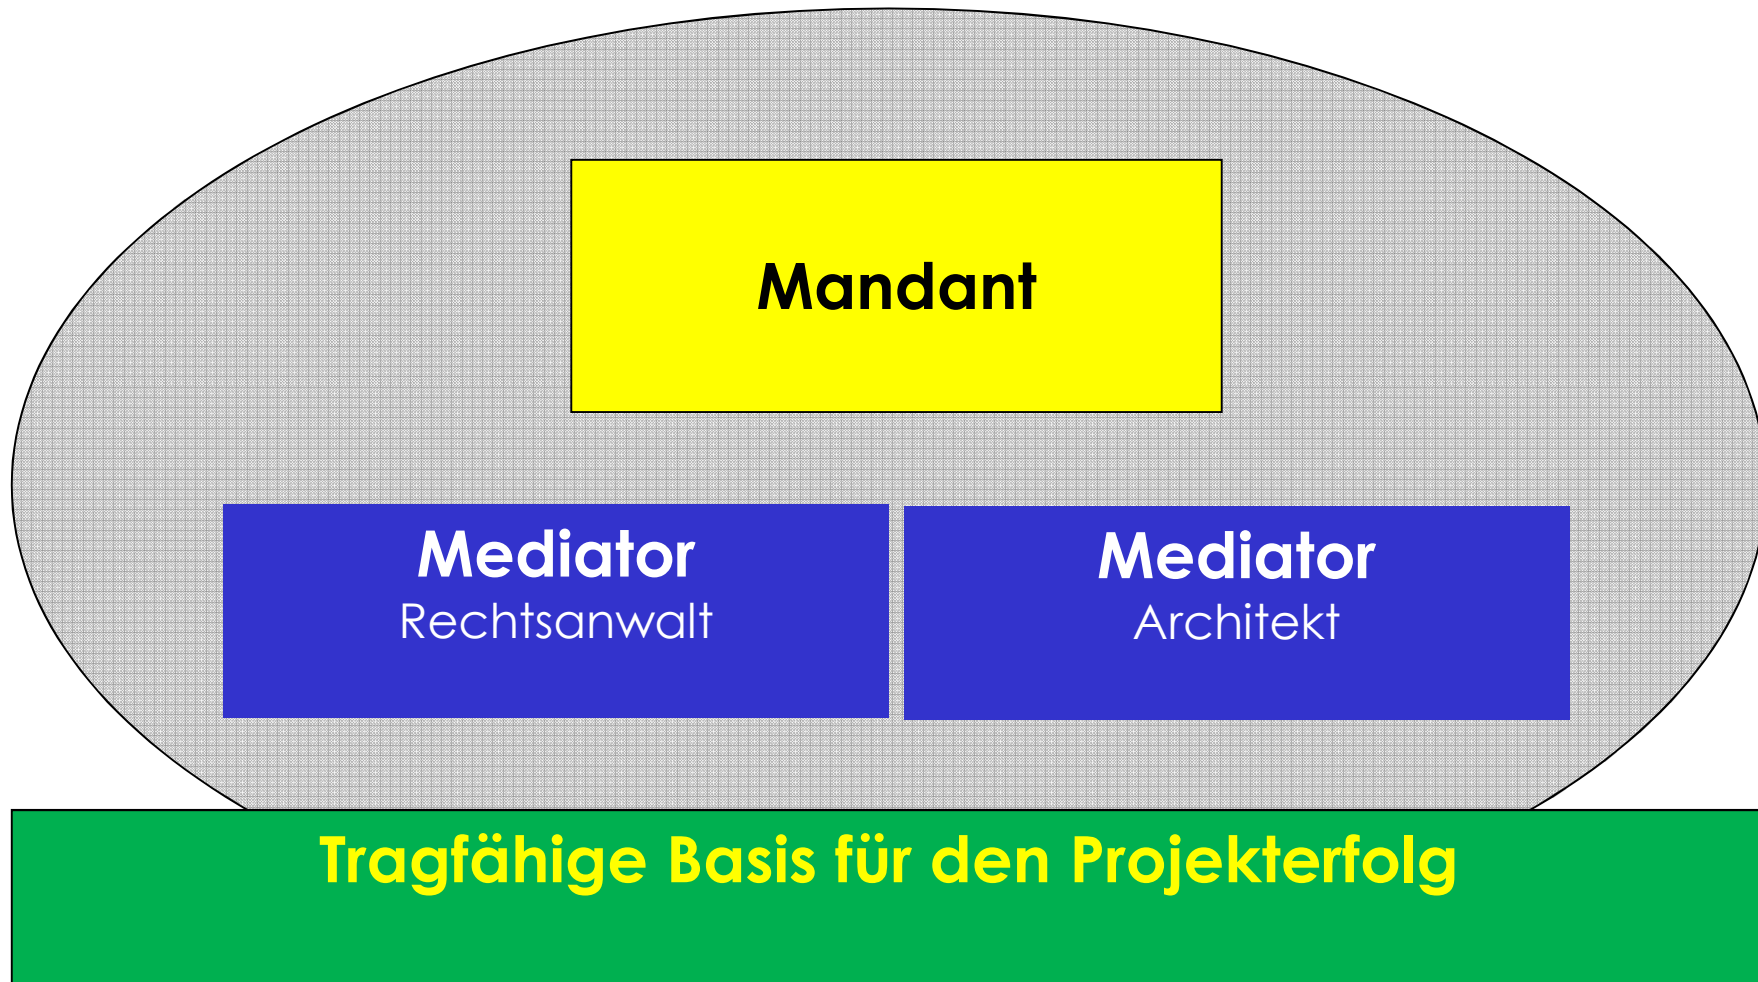 Mandant
Mediator
Rechtsanwalt
Mediator
Architekt
Tragfähige Basis für den Projekterfolg